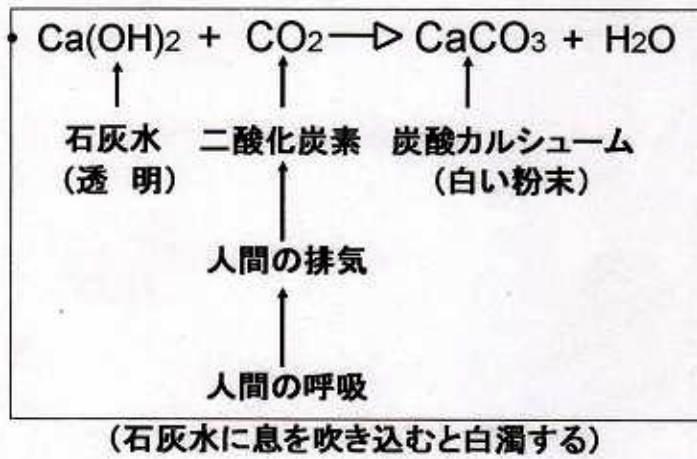 • Ca(OH)2 + CO2 → CaCO3 + H2O
石灰水 二酸化炭素 炭酸カルシューム
(透 明) (白い粉末)
人間の排気
人間の呼吸
(石灰水に息を吹き込むと白濁する)